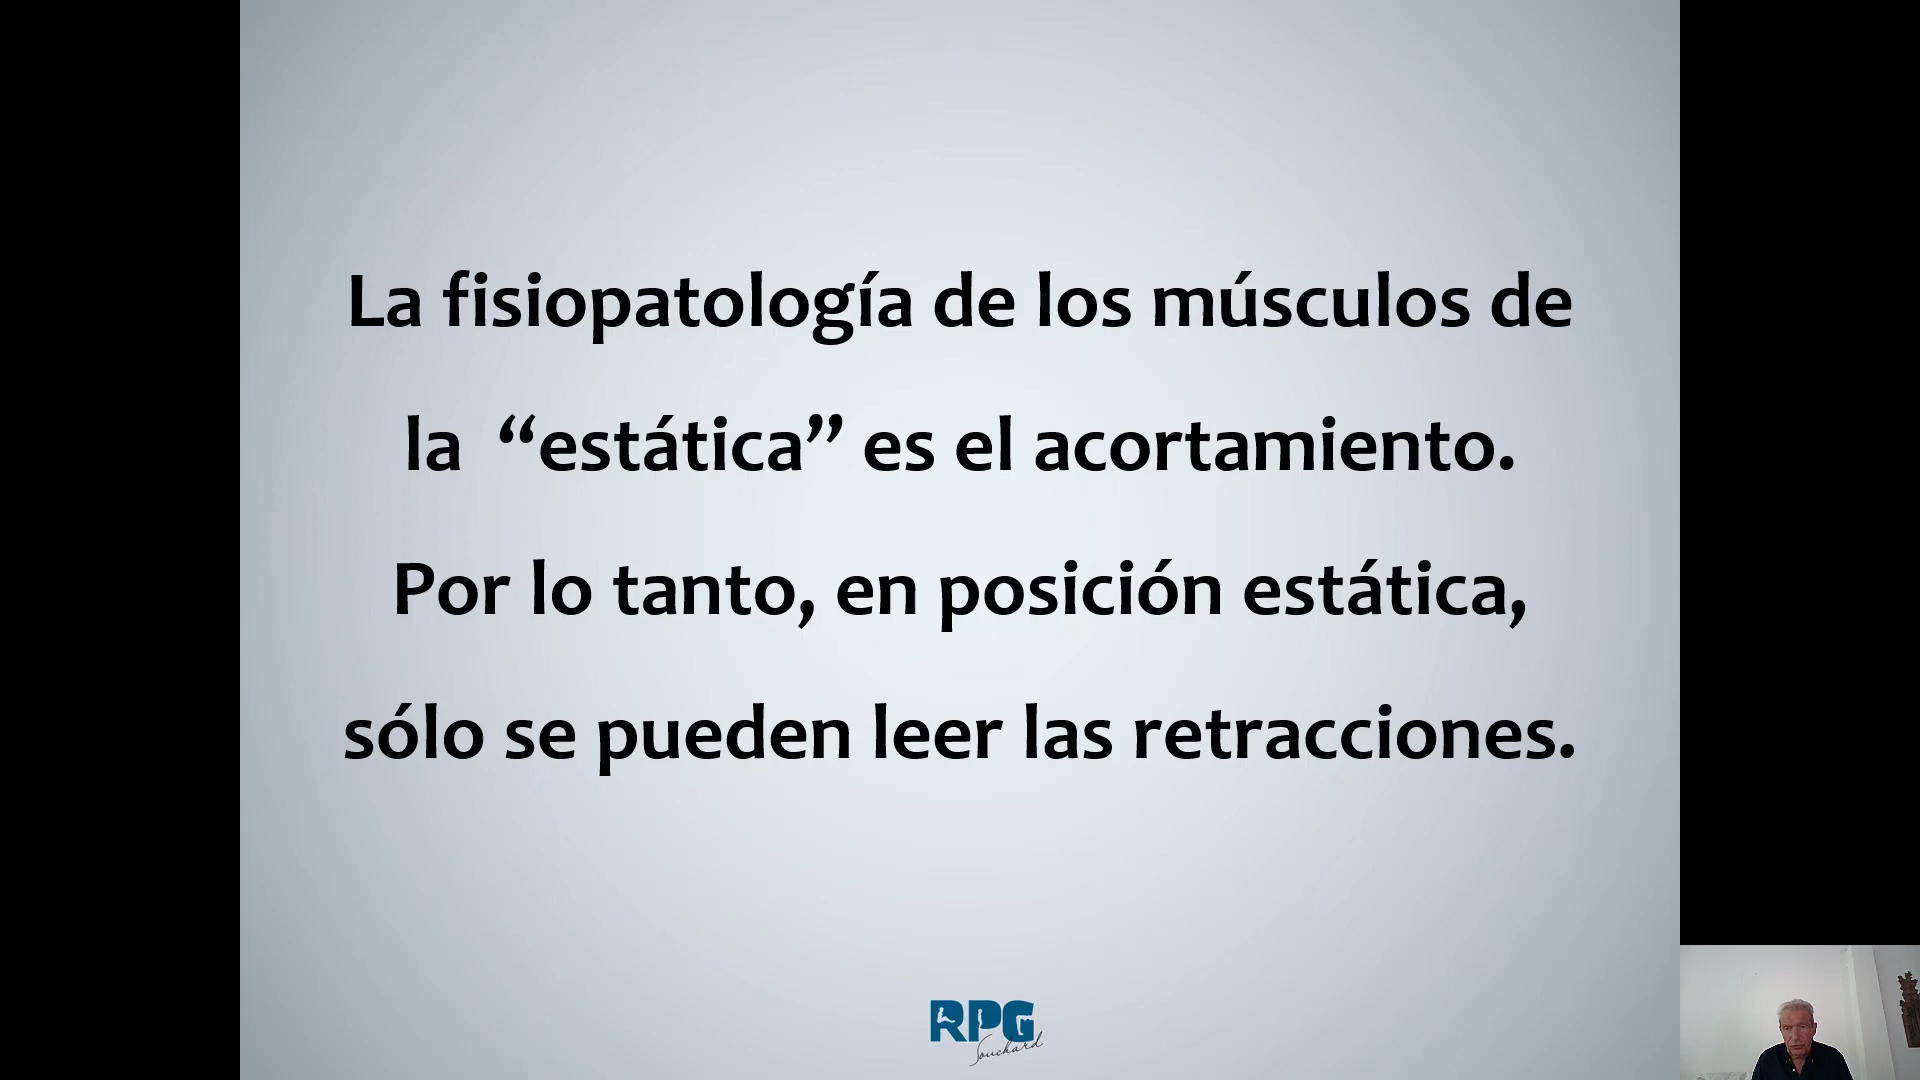 La fisiopatología de los músculos de
la “estática” es el acortamiento.
Por lo tanto, en posición estática,
sólo se pueden leer las retracciones.
RPG
Souchard